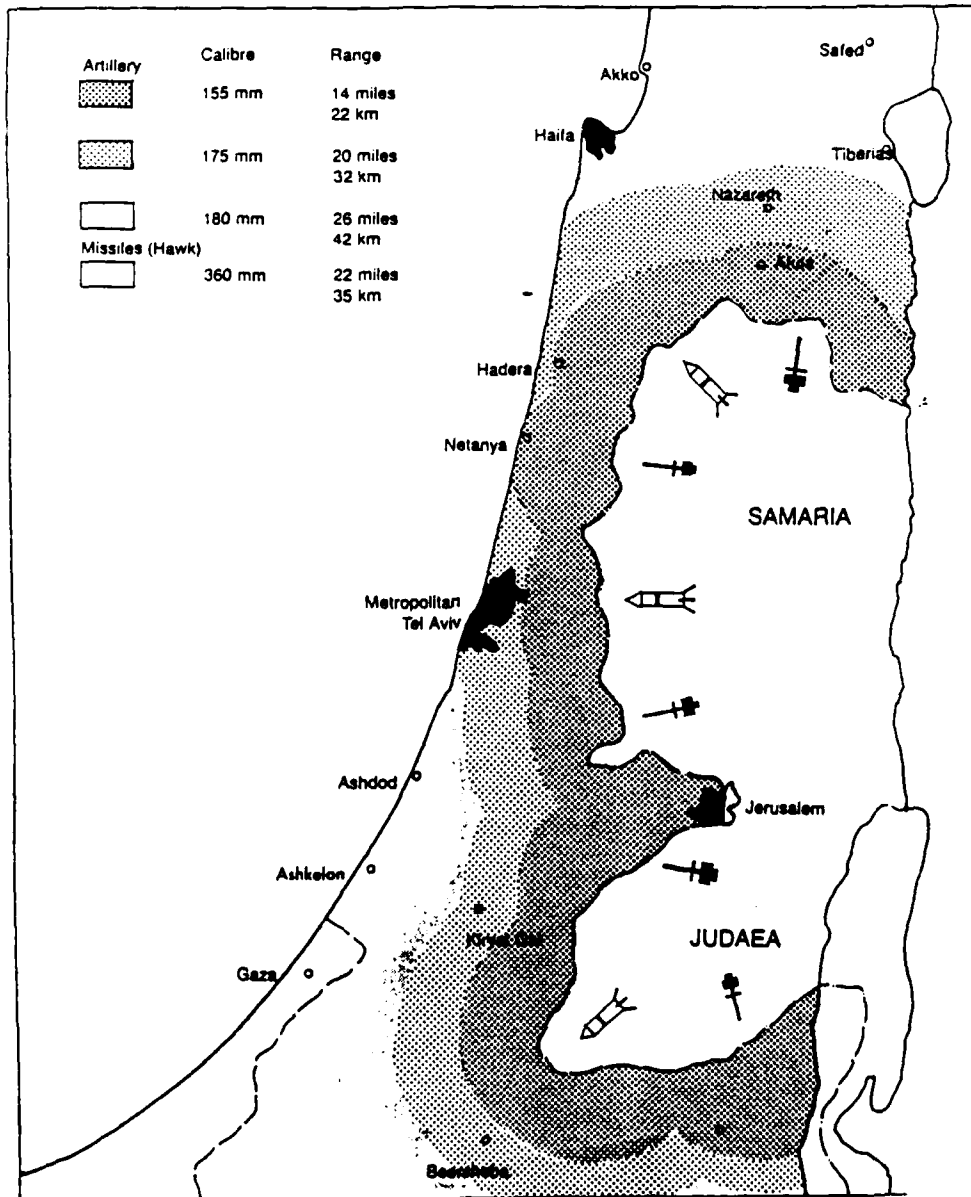 Artillery Calibre Range
155 mm 14 miles
22 km
175 mm 20 miles
32 km
180 mm 26 miles
42 km
Missiles (Hawk)
360 mm 22 miles
35 km
Safed
Akko
Haifa
Tiberias
Nazareth
Hadera
Netanya
SAMARIA
Metropolitan
Tel Aviv
Ashdod
Jerusalem
Ashkelon
JUDAEA
Gaza
Beersheba